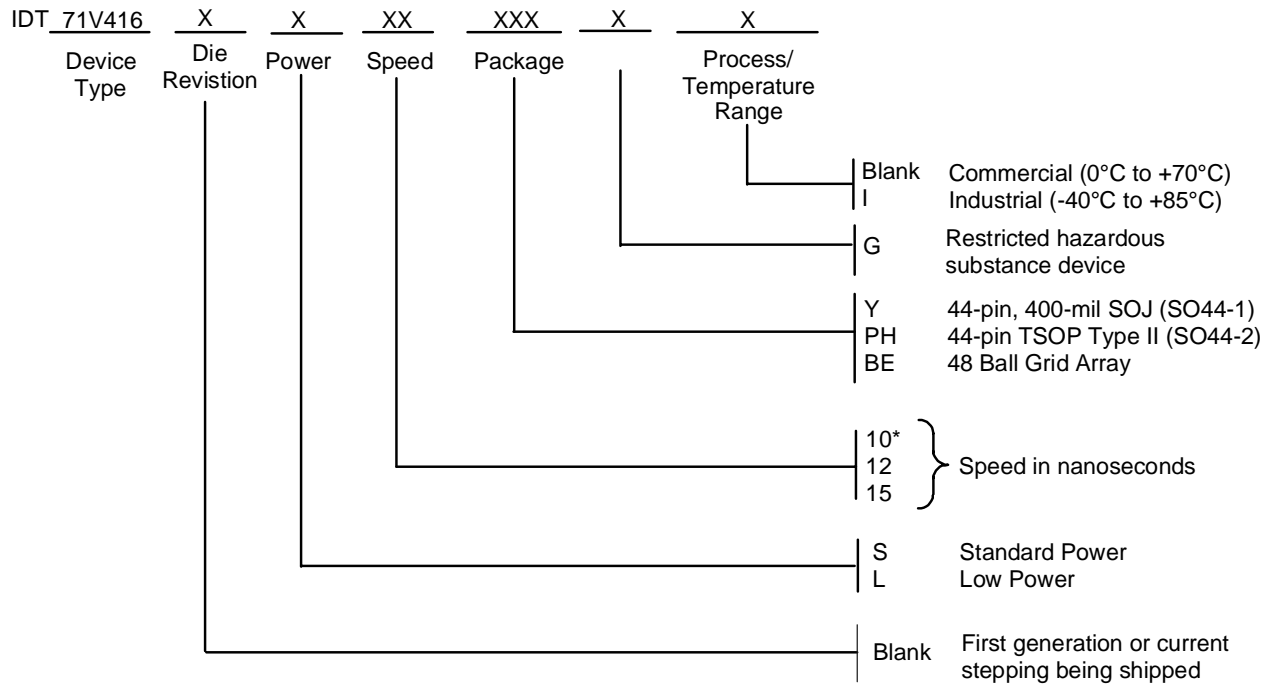 IDT 71V416 X X XX XXX X X
Device Type
Die Revistion
Power
Speed
Package
Process/ Temperature Range
Blank Commercial (0°C to +70°C)
I Industrial (-40°C to +85°C)
G Restricted hazardous
substance device
Y 44-pin, 400-mil SOJ (SO44-1)
PH 44-pin TSOP Type II (SO44-2)
BE 48 Ball Grid Array
10*
12 Speed in nanoseconds
15
S Standard Power
L Low Power
Blank First generation or current
stepping being shipped